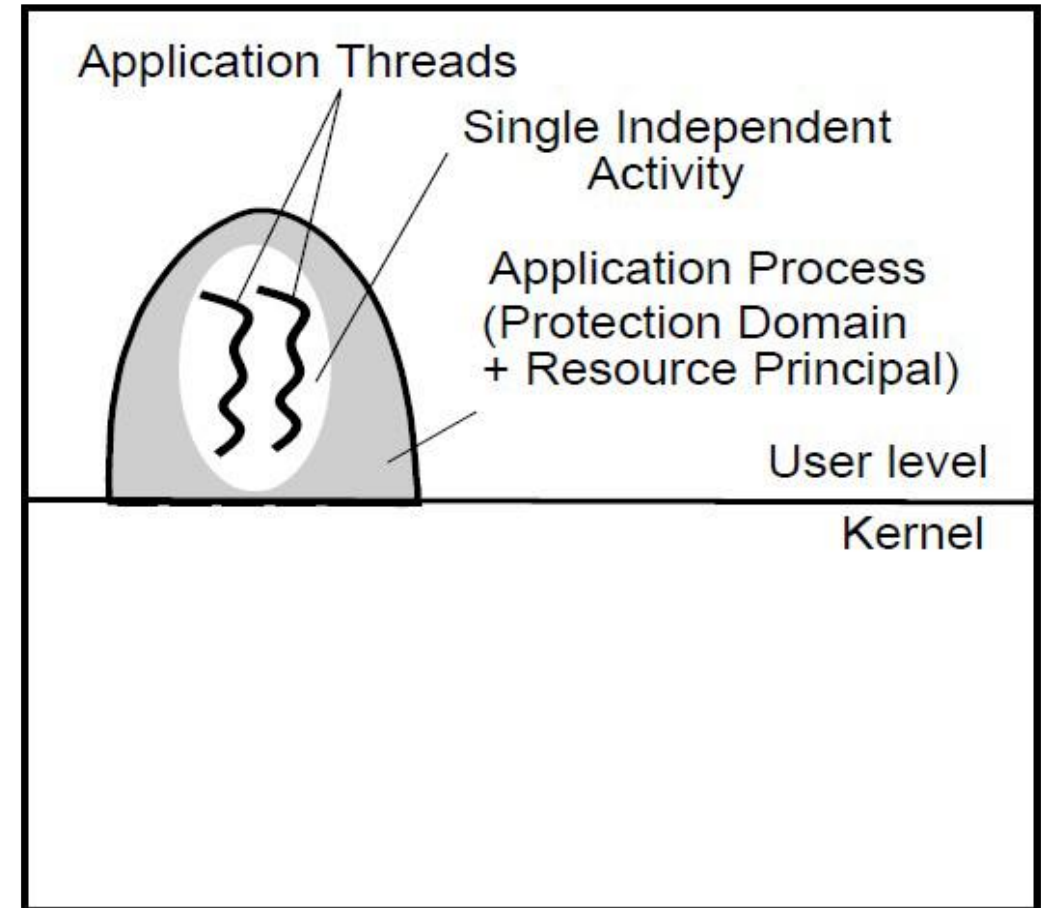 Application Threads
Single Independent
Activity
Application Process
(Protection Domain
+ Resource Principal)
User level
Kernel